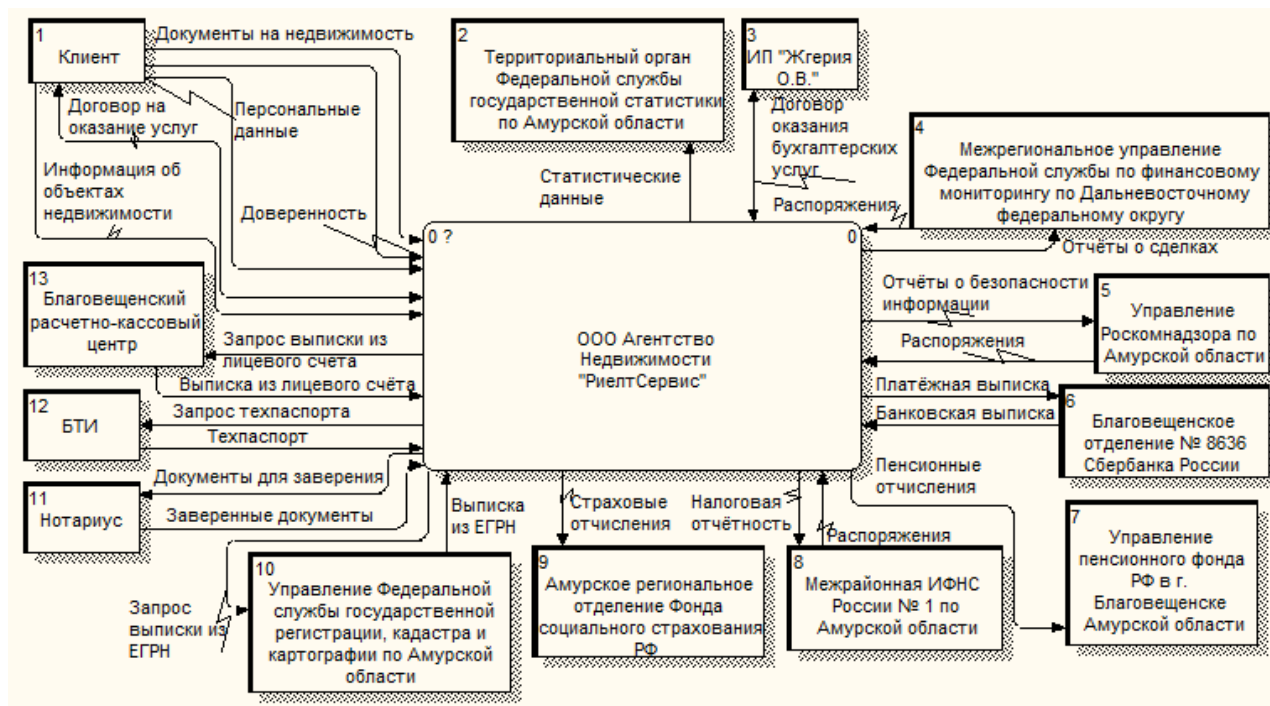 1
Клиент
Документы на недвижимость
Договор на
оказание услуг
Персональные
данные
Информация об
объектах
недвижимости
Доверенность
2
Территориальный орган
Федеральной службы
государственной статистики
по Амурской области
Статистические
данные
3
ИП "Жгерия
О.В."
Договор
оказания
бухгалтерских
услуг
4
Межрегиональное управление
Федеральной службы по финансовому
мониторингу по Дальневосточному
федеральному округу
Распоряжения
Отчёты о сделках
0 ?
0
ООО Агентство
Недвижимости
"РиелтСервис"
Отчёты о безопасности
информации
Распоряжения
5
Управление
Роскомнадзора по
Амурской области
Платёжная выписка
Банковская выписка
6
Благовещенское
отделение № 8636
Сбербанка России
Пенсионные
отчисления
7
Управление
пенсионного фонда
РФ в г.
Благовещенске
Амурской области
13
Благовещенский
расчетно-кассовый
центр
Запрос выписки из
лицевого счета
Выписка из лицевого счёта
12
БТИ
Запрос техпаспорта
Техпаспорт
11
Нотариус
Документы для заверения
Заверенные документы
Выписка
из ЕГРН
Страховые
отчисления
Налоговая
отчётность
Распоряжения
Запрос
выписки из
ЕГРН
10
Управление Федеральной
службы государственной
регистрации, кадастра и
картографии по Амурской
области
9
Амурское региональное
отделение Фонда
социального страхования
РФ
8
Межрайонная ИФНС
России № 1 по
Амурской области